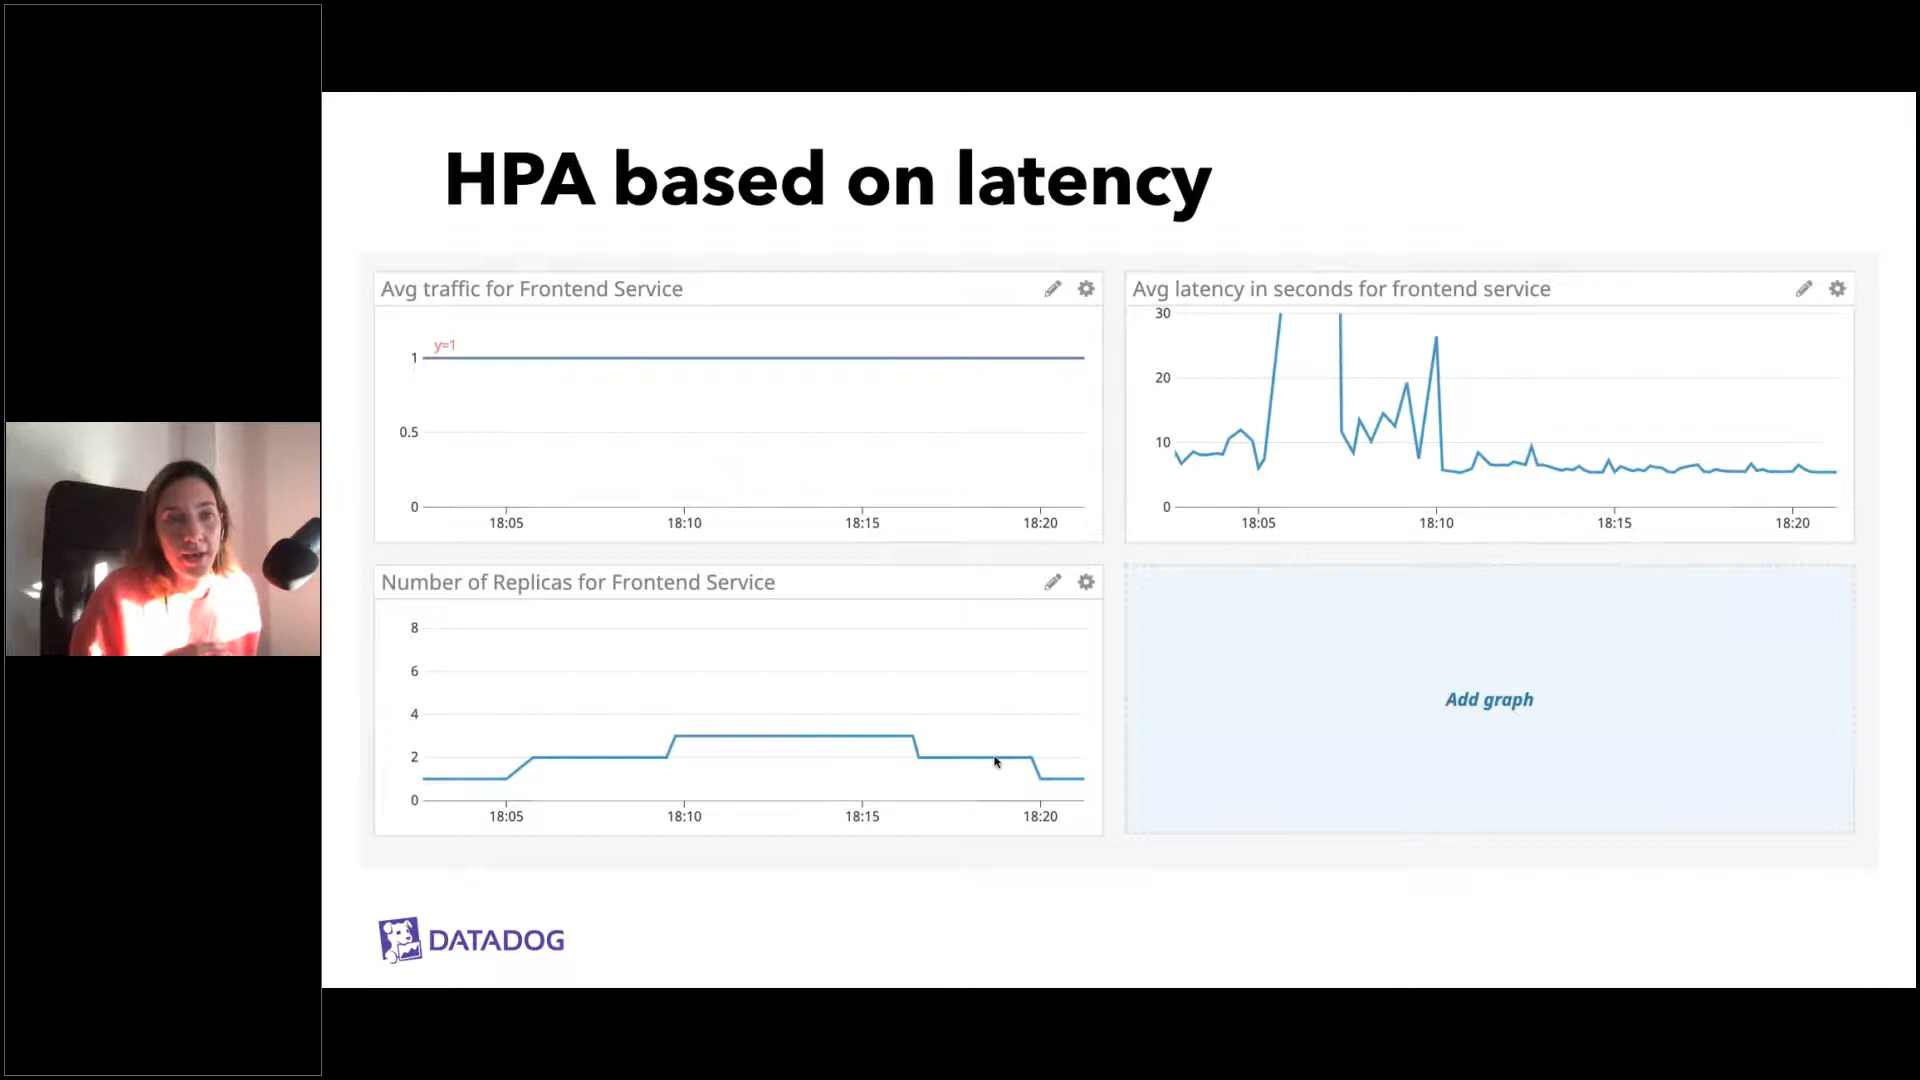 HPA based on latency
Avg traffic for Frontend Service
y=1
1
0.5
0
18:05 18:10 18:15 18:20
Avg latency in seconds for frontend service
30
20
10
0
18:05 18:10 18:15 18:20
Number of Replicas for Frontend Service
8
6
4
2
0
18:05 18:10 18:15 18:20
Add graph
DATADOG